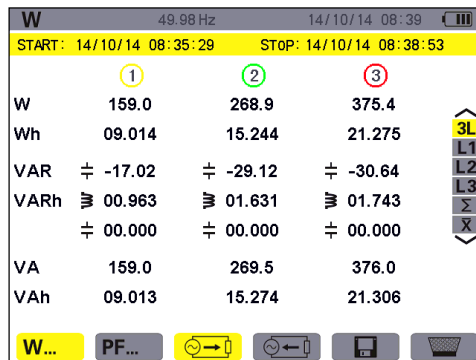 W 49.98 Hz 14/10/14 08:39
START: 14/10/14 08:35:29 SToP: 14/10/14 08:38:53
1 2 3
W 159.0 268.9 375.4
Wh 09.014 15.244 21.275
VAR -17.02 -29.12 -30.64
VARh 00.963 01.631 01.743
00.000 00.000 00.000
VA 159.0 269.5 376.0
VAh 09.013 15.274 21.306
3L
L1
L2
L3
Σ
X̅
W... PF...